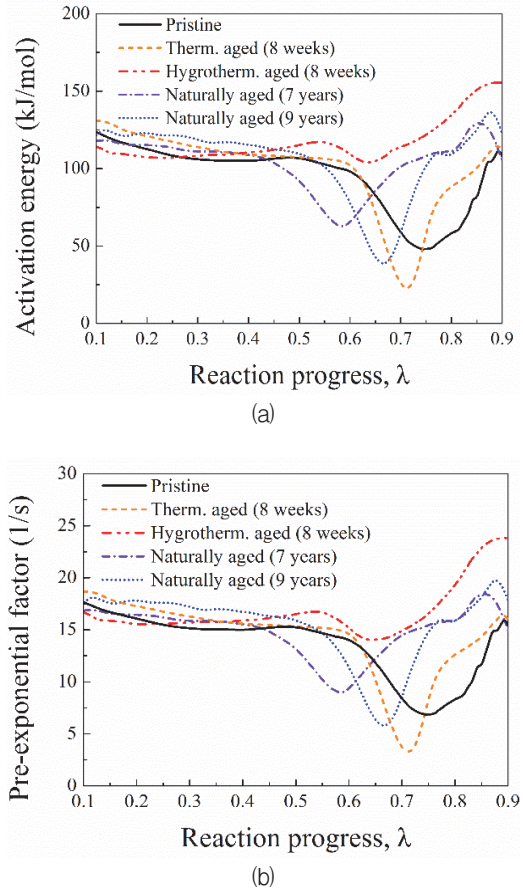 200
150
100
50
0
Activation energy (kJ/mol)
Pristine
Therm. aged (8 weeks)
Hygrotherm. aged (8 weeks)
Naturally aged (7 years)
Naturally aged (9 years)
0.1 0.2 0.3 0.4 0.5 0.6 0.7 0.8 0.9
Reaction progress, λ
(a)
30
25
20
15
10
5
0
Pre-exponential factor (1/s)
Pristine
Therm. aged (8 weeks)
Hygrotherm. aged (8 weeks)
Naturally aged (7 years)
Naturally aged (9 years)
0.1 0.2 0.3 0.4 0.5 0.6 0.7 0.8 0.9
Reaction progress, λ
(b)